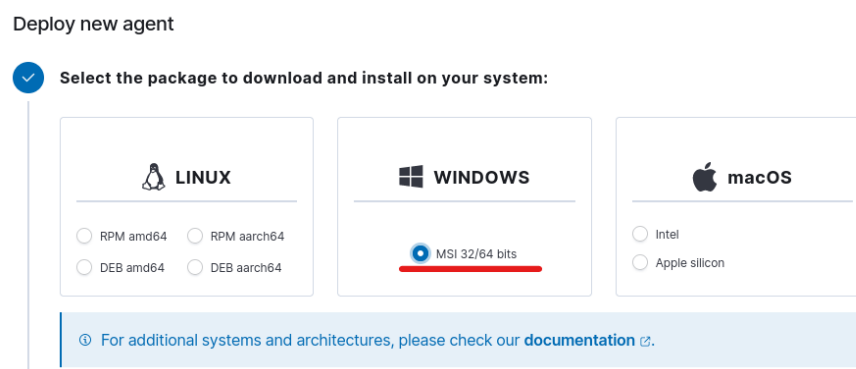 Deploy new agent
Select the package to download and install on your system:
LINUX
RPM amd64
RPM aarch64
DEB amd64
DEB aarch64
WINDOWS
MSI 32/64 bits
macOS
Intel
Apple silicon
For additional systems and architectures, please check our documentation.